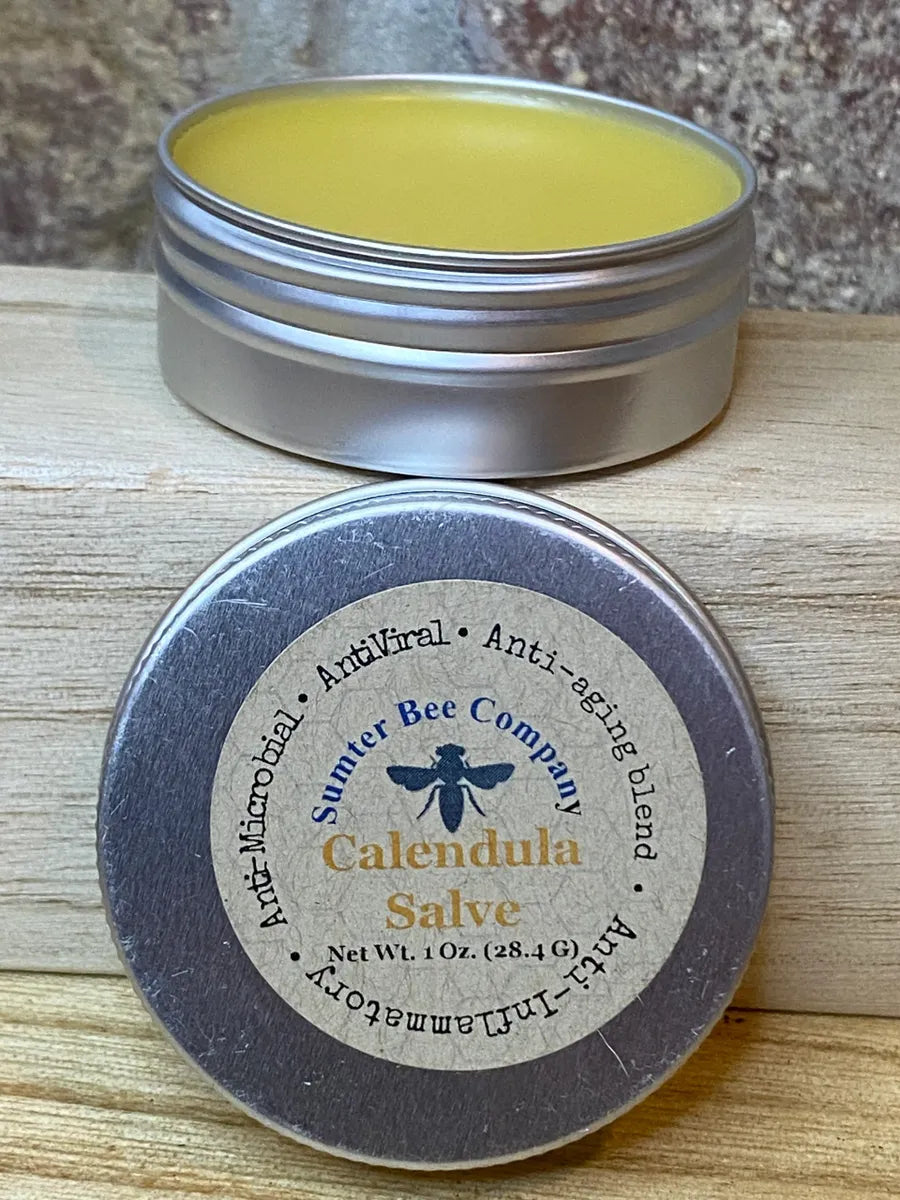 Anti-Microbial • AntiViral • Anti-aging blend • Anti-Inflammatory •
Sumter Bee Company
Calendula
Salve
Net Wt. 1 Oz. (28.4 G)